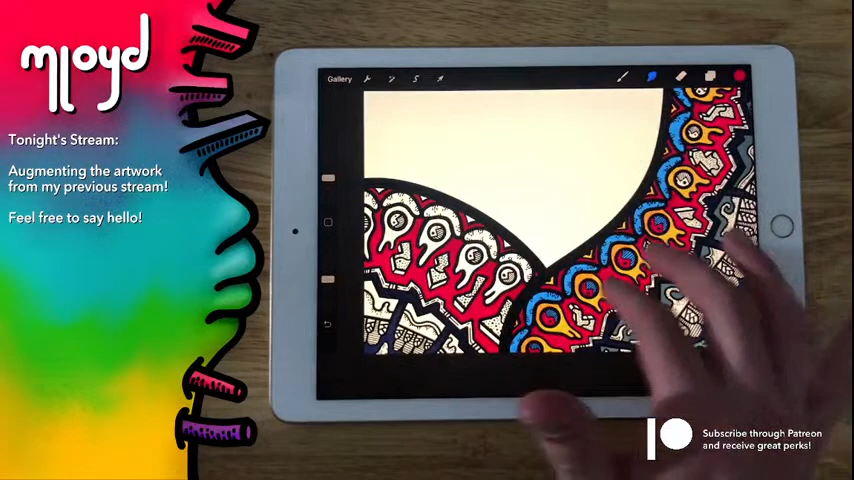 mlloyd
Tonight's Stream:
Augmenting the artwork
from my previous stream!
Feel free to say hello!
Gallery
Subscribe through Patreon
and receive great perks!